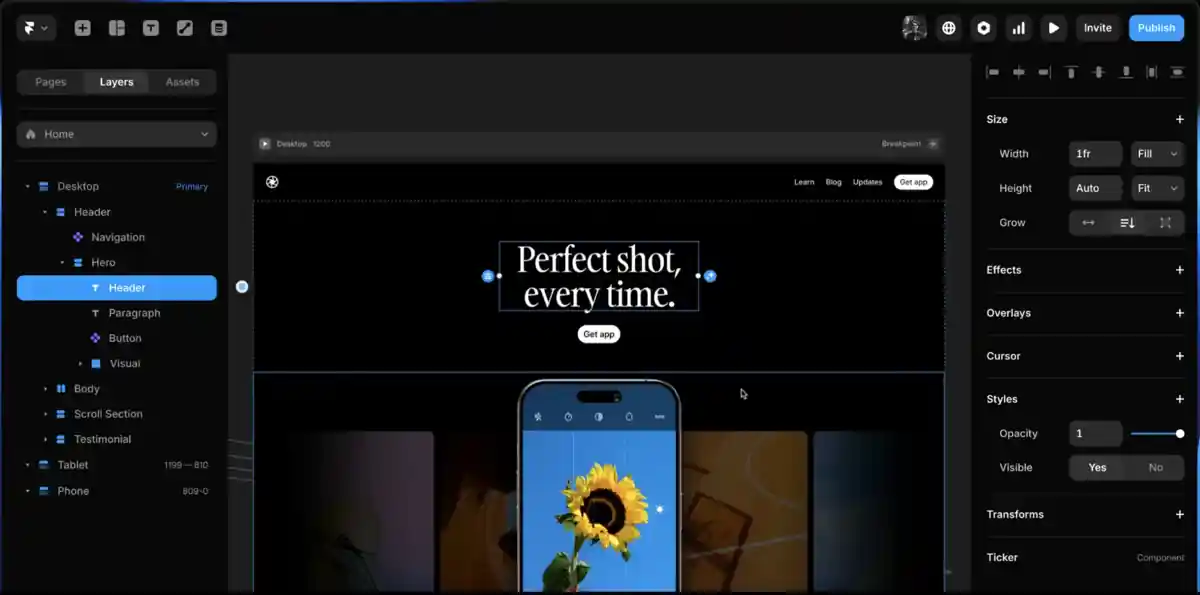 Invite
Publish
Pages
Layers
Assets
Home
Desktop
Primary
Header
Navigation
Hero
T
Header
T
Paragraph
Button
Visual
Body
Scroll Section
Testimonial
Tablet
1199—810
Phone
809-0
Desktop 1200
Breakpoint
Learn
Blog
Updates
Get app
Perfect shot,
every time.
Get app
Size
Width
1fr
Fill
Height
Auto
Fit
Grow
Effects
Overlays
Cursor
Styles
Opacity
1
Visible
Yes
No
Transforms
Ticker
Component